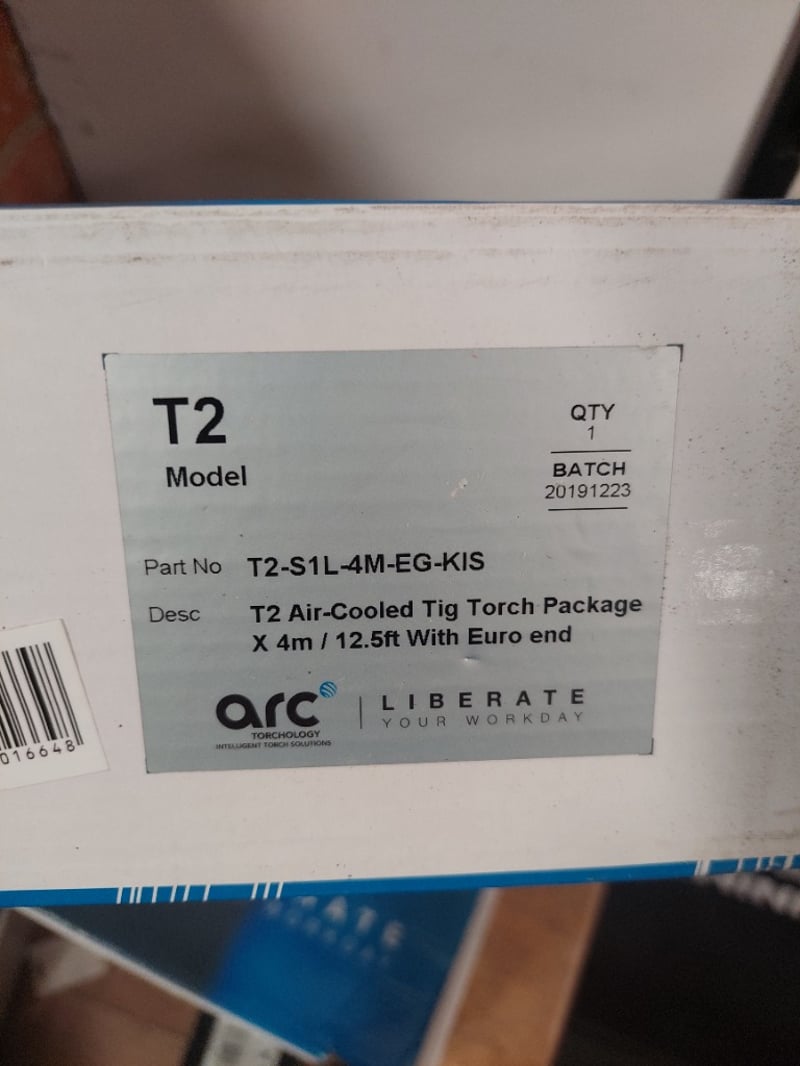 T2
Model
QTY
1
BATCH
20191223
Part No T2-S1L-4M-EG-KIS
Desc T2 Air-Cooled Tig Torch Package
X 4m / 12.5ft With Euro end
arc
TORCHOLOGY
INTELLIGENT TORCH SOLUTIONS
LIBERATE
YOUR WORKDAY
016648